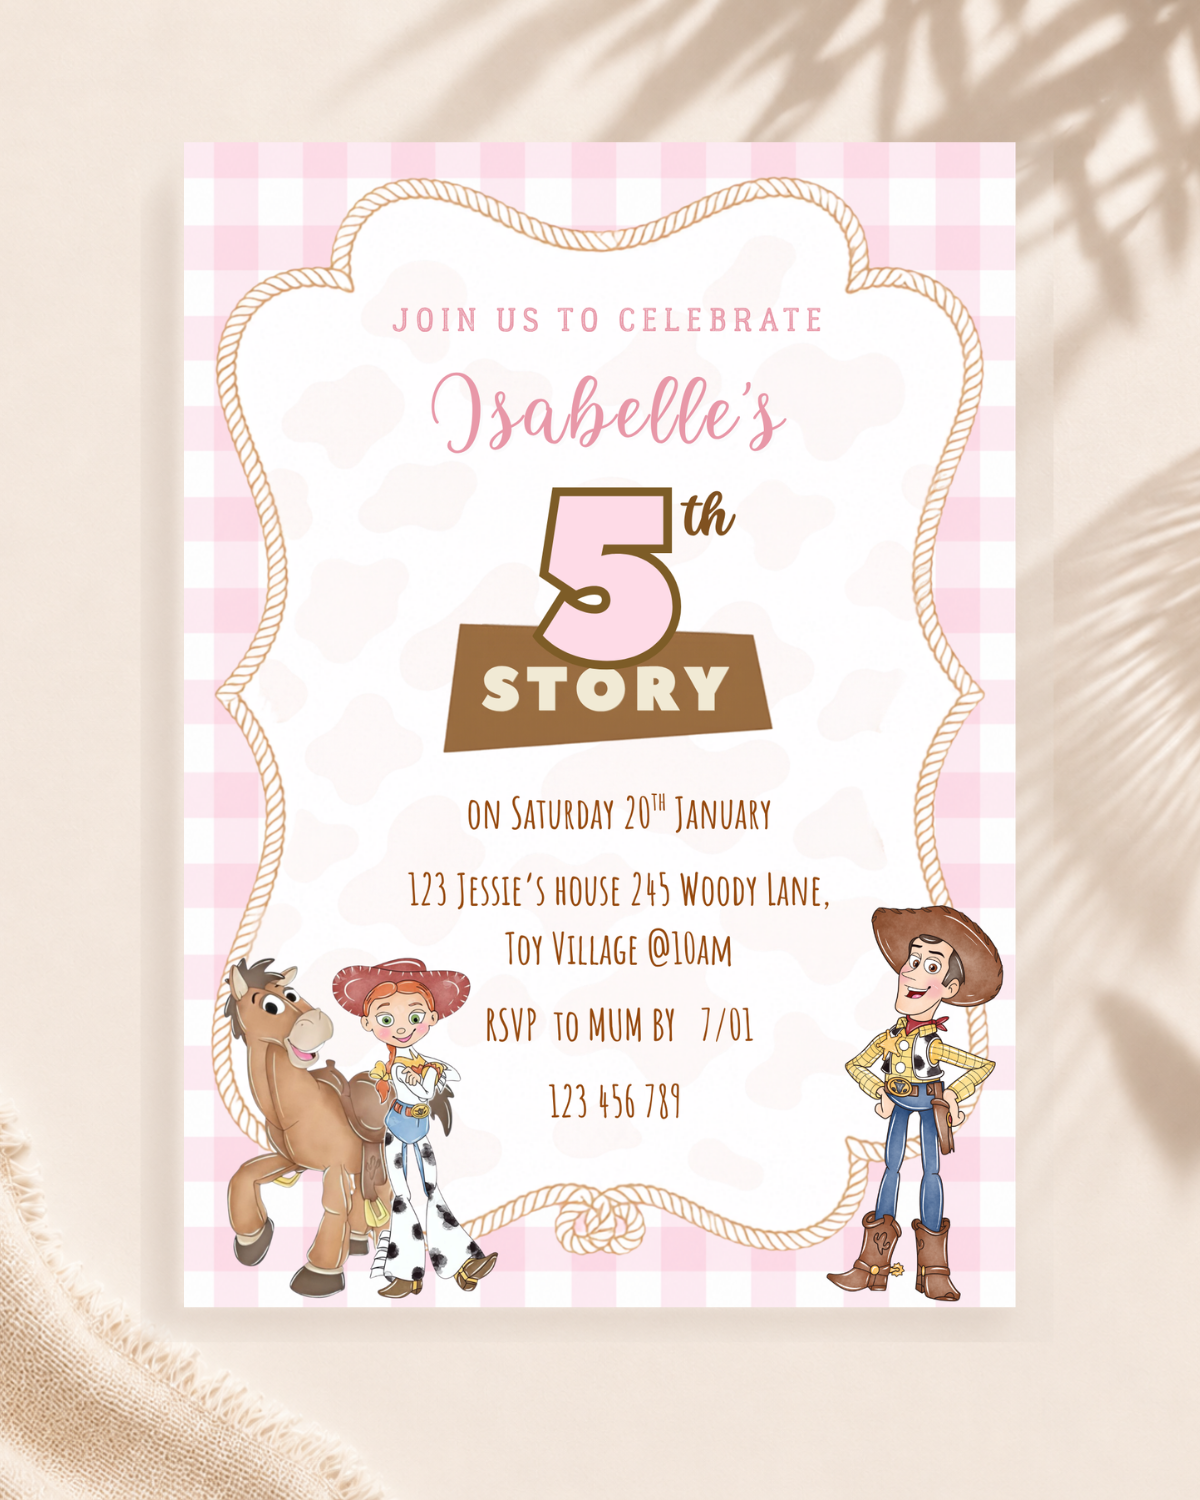 JOIN US TO CELEBRATE
Isabelle's
5th
STORY
on Saturday 20TH January
123 Jessie's house 245 Woody Lane,
Toy Village @10am
RSVP to MUM BY 7/01
123 456 789